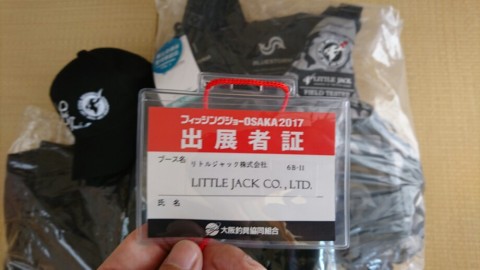 BLUESTORM
LITTLE JACK
FIELD TESTER
フィッシングショーOSAKA2017
出展者証
ブース名 リトルジャック株式会社 6B-11
LITTLE JACK CO., LTD.
氏名
大阪釣具協同組合